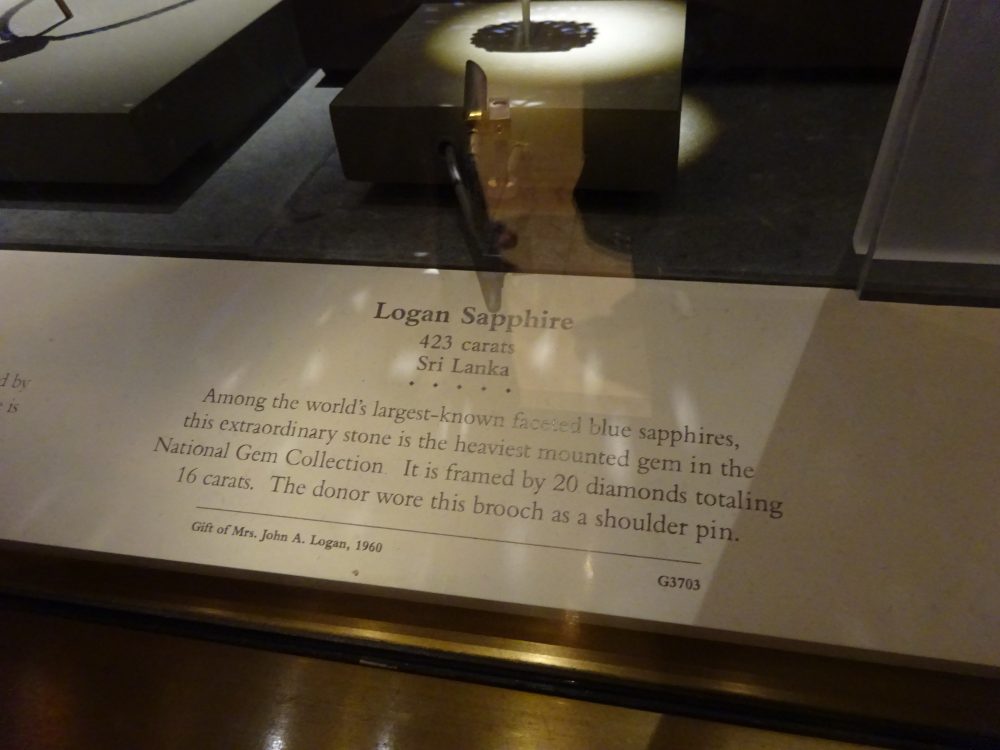 Logan Sapphire
423 carats
Sri Lanka
d by
is
Among the world's largest-known faceted blue sapphires,
this extraordinary stone is the heaviest mounted gem in the
National Gem Collection. It is framed by 20 diamonds totaling
16 carats. The donor wore this brooch as a shoulder pin.
Gift of Mrs. John A. Logan, 1960
G3703